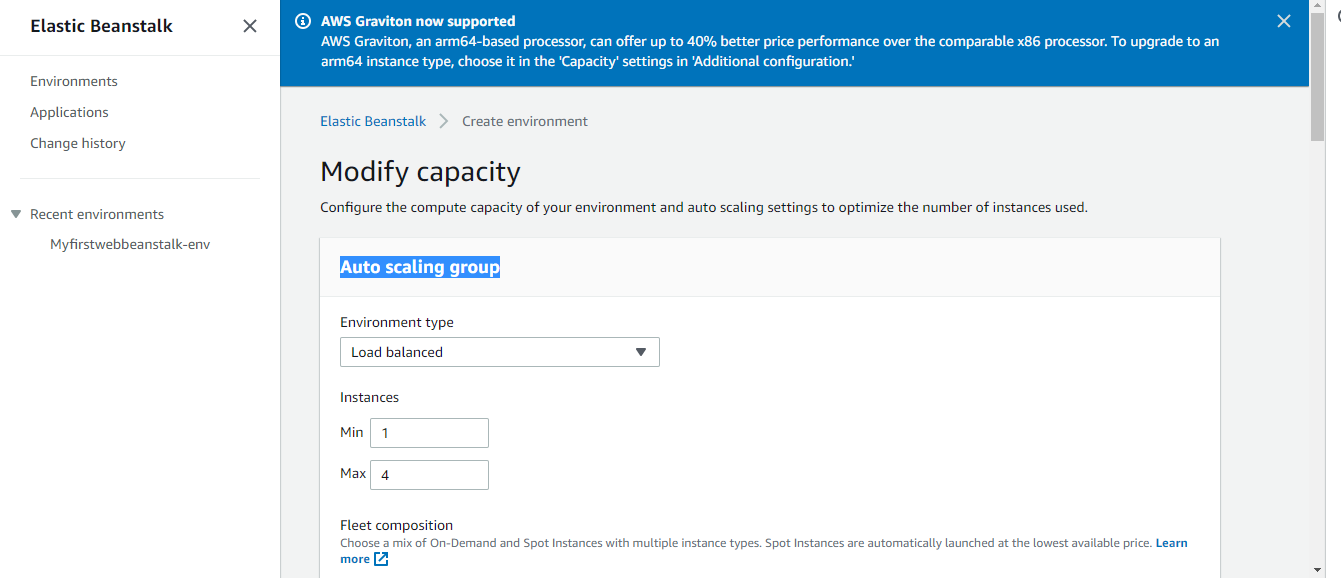 Elastic Beanstalk
Environments
Applications
Change history
Recent environments
Myfirstwebbeanstalk-env
AWS Graviton now supported
AWS Graviton, an arm64-based processor, can offer up to 40% better price performance over the comparable x86 processor. To upgrade to an
arm64 instance type, choose it in the 'Capacity' settings in 'Additional configuration.'
Elastic Beanstalk
Create environment
Modify capacity
Configure the compute capacity of your environment and auto scaling settings to optimize the number of instances used.
Auto scaling group
Environment type
Load balanced
Instances
Min 1
Max 4
Fleet composition
Choose a mix of On-Demand and Spot Instances with multiple instance types. Spot Instances are automatically launched at the lowest available price. Learn
more